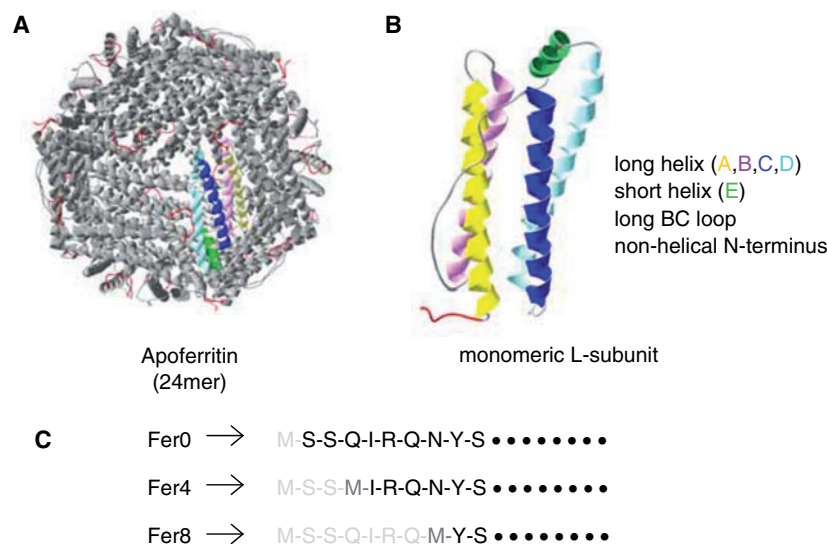 A
B
long helix (A,B,C,D)
short helix (E)
long BC loop
non-helical N-terminus
Apoferritin
(24mer)
monomeric L-subunit
C
Fer0 → M-S-S-Q-I-R-Q-N-Y-S ● ● ● ● ● ● ● ●
Fer4 → M-S-S-M-I-R-Q-N-Y-S ● ● ● ● ● ● ● ●
Fer8 → M-S-S-Q-I-R-Q-M-Y-S ● ● ● ● ● ● ● ●